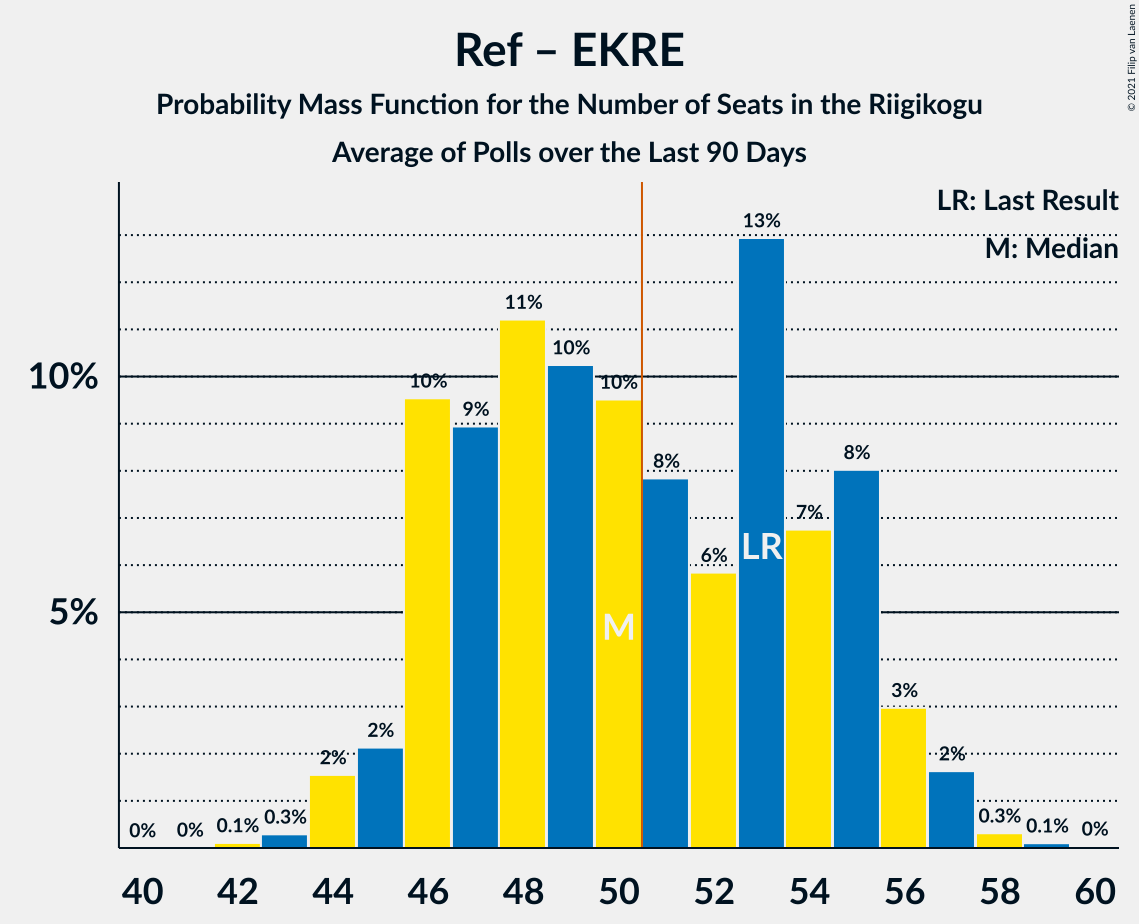 Ref – EKRE
Probability Mass Function for the Number of Seats in the Riigikogu
Average of Polls over the Last 90 Days
© 2021 Filip van Laenen
LR: Last Result
M: Median
10%
5%
0%
0%
0.1%
0.3%
2%
2%
10%
9%
11%
10%
10%
8%
6%
13%
7%
8%
3%
2%
0.3%
0.1%
0%
M
LR
40 42 44 46 48 50 52 54 56 58 60